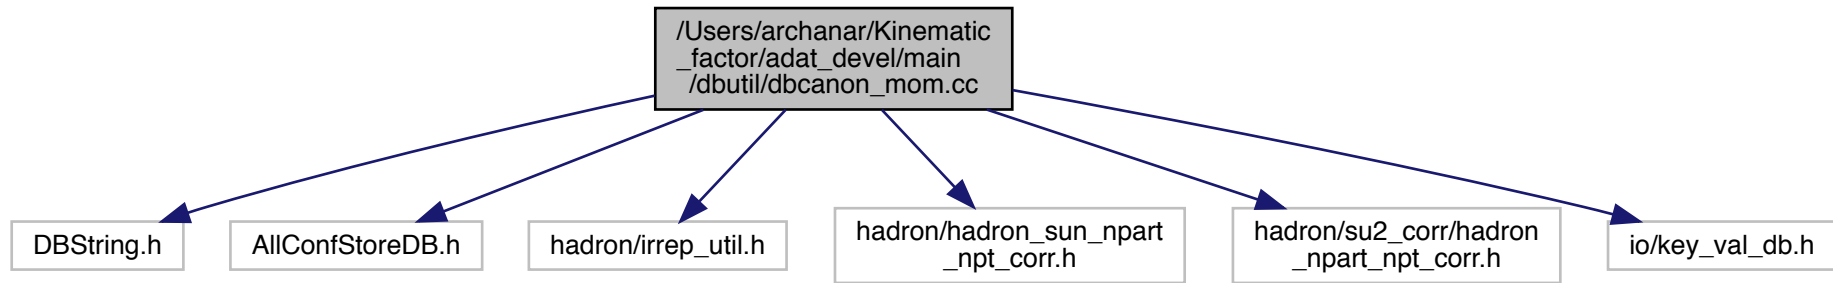 /Users/archanar/Kinematic
_factor/adat_devel/main
/dbutil/dbcanon_mom.cc
DBString.h
AllConfStoreDB.h
hadron/irrep_util.h
hadron/hadron_sun_npart
_npt_corr.h
hadron/su2_corr/hadron
_npart_npt_corr.h
io/key_val_db.h